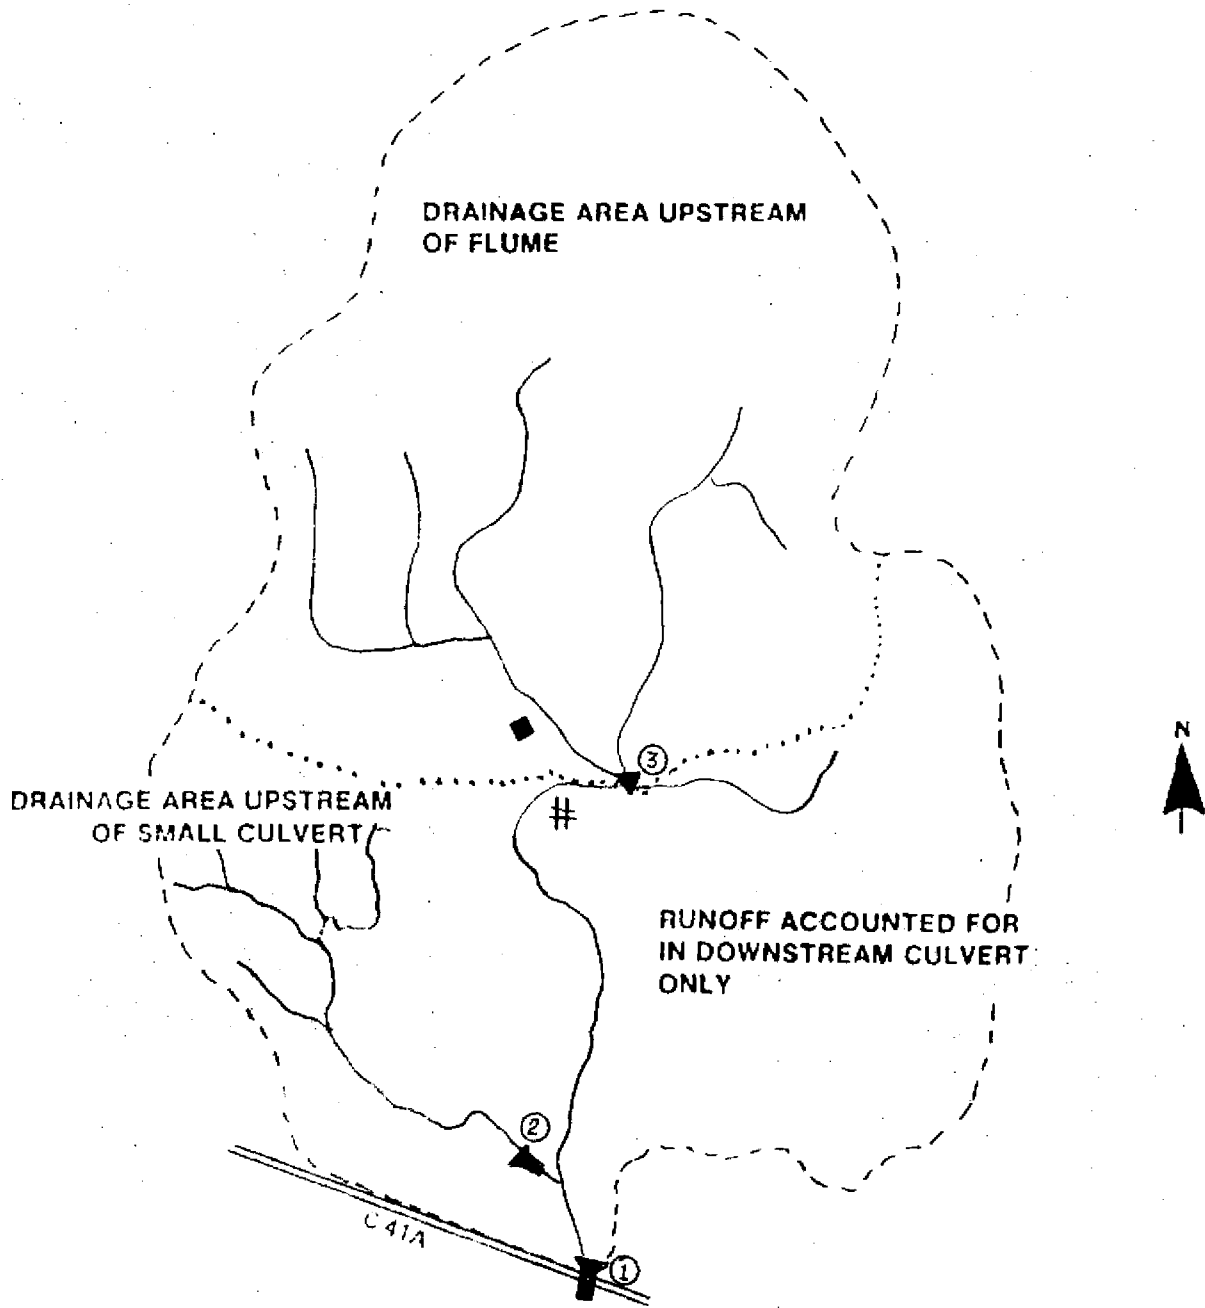 DRAINAGE AREA UPSTREAM
OF FLUME
N
3
DRAINAGE AREA UPSTREAM
OF SMALL CULVERT
#
RUNOFF ACCOUNTED FOR
IN DOWNSTREAM CULVERT
ONLY
2
C41A
1